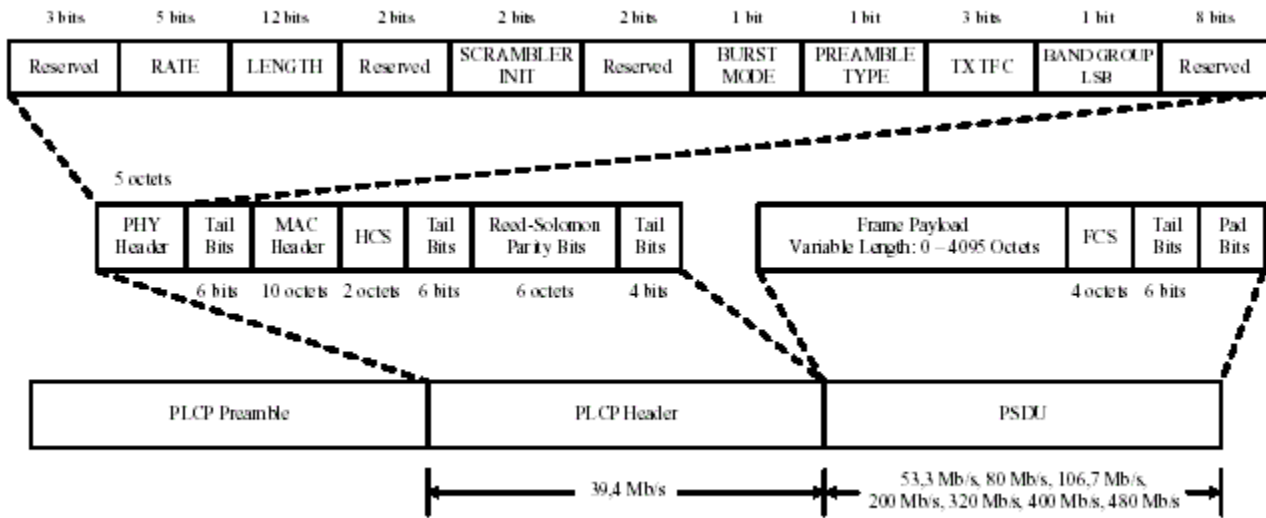 3 bits 5 bits 12 bits 2 bits 2 bits 2 bits 1 bit 1 bit 3 bits 1 bit 8 bits
Reserved RATE LENGTH Reserved SCRAMBLER INIT Reserved BURST MODE PREAMBLE TYPE TX TFC BAND GROUP LSB Reserved
5 octets
PHY Header Tail Bits MAC Header HCS Tail Bits Reed-Solomon Parity Bits Tail Bits
Frame Payload
Variable Length: 0 – 4095 Octets
FCS Tail Bits Pad Bits
6 bits 10 octets 2 octets 6 bits 6 octets 4 bits
4 octets 6 bits
PLCP Preamble PLCP Header PSDU
39,4 Mb/s
53,3 Mb/s, 80 Mb/s, 106,7 Mb/s,
200 Mb/s, 320 Mb/s, 400 Mb/s, 480 Mb/s